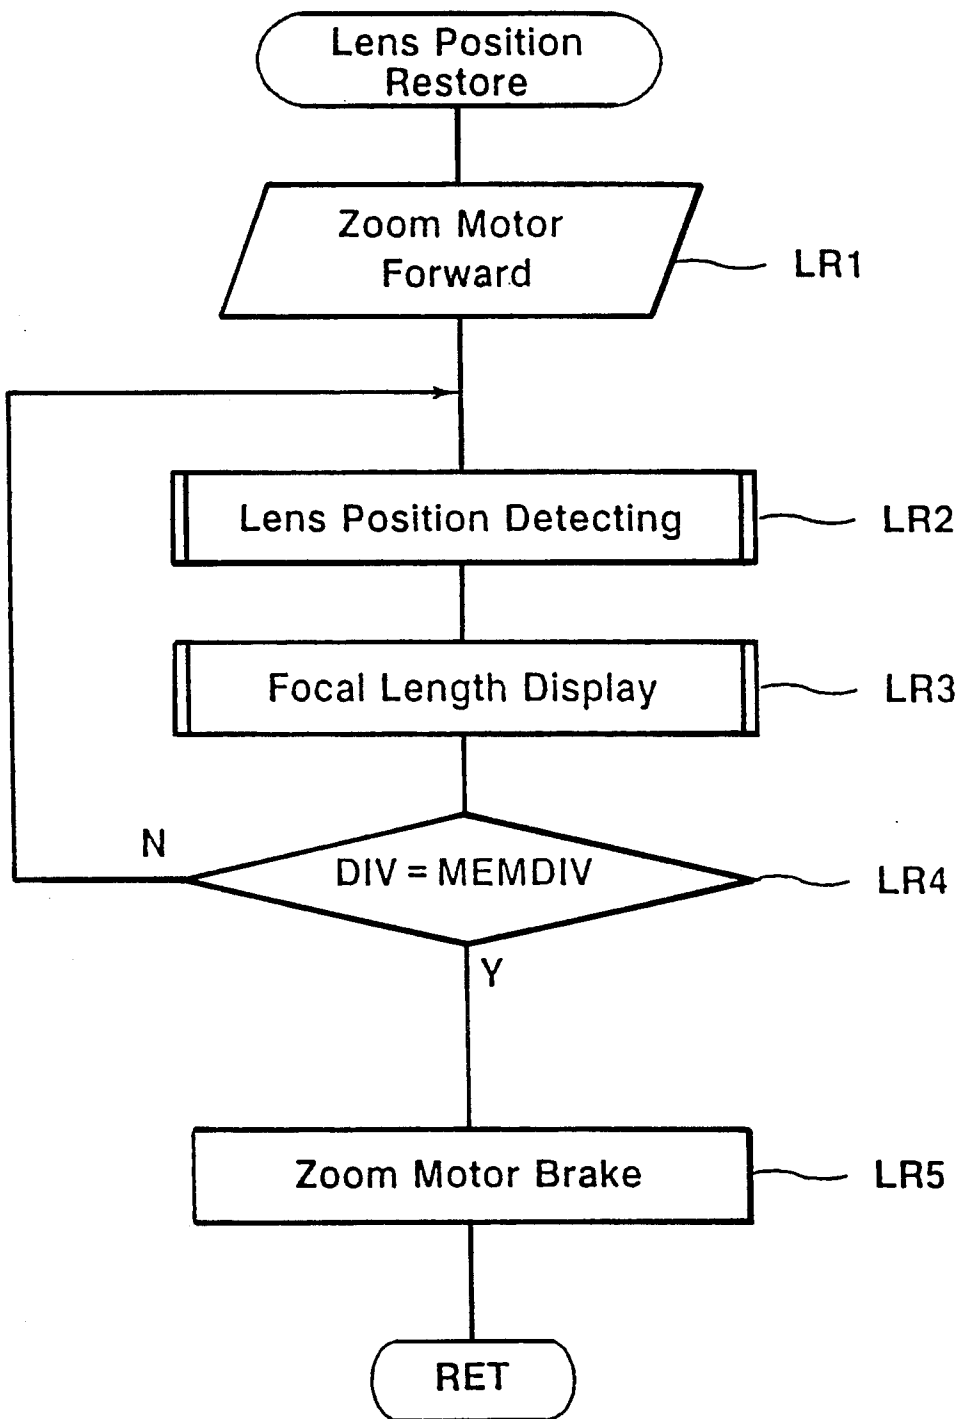 Lens Position
Restore
Zoom Motor
Forward
LR1
Lens Position Detecting
LR2
Focal Length Display
LR3
N
DIV = MEMDIV
LR4
Y
Zoom Motor Brake
LR5
RET